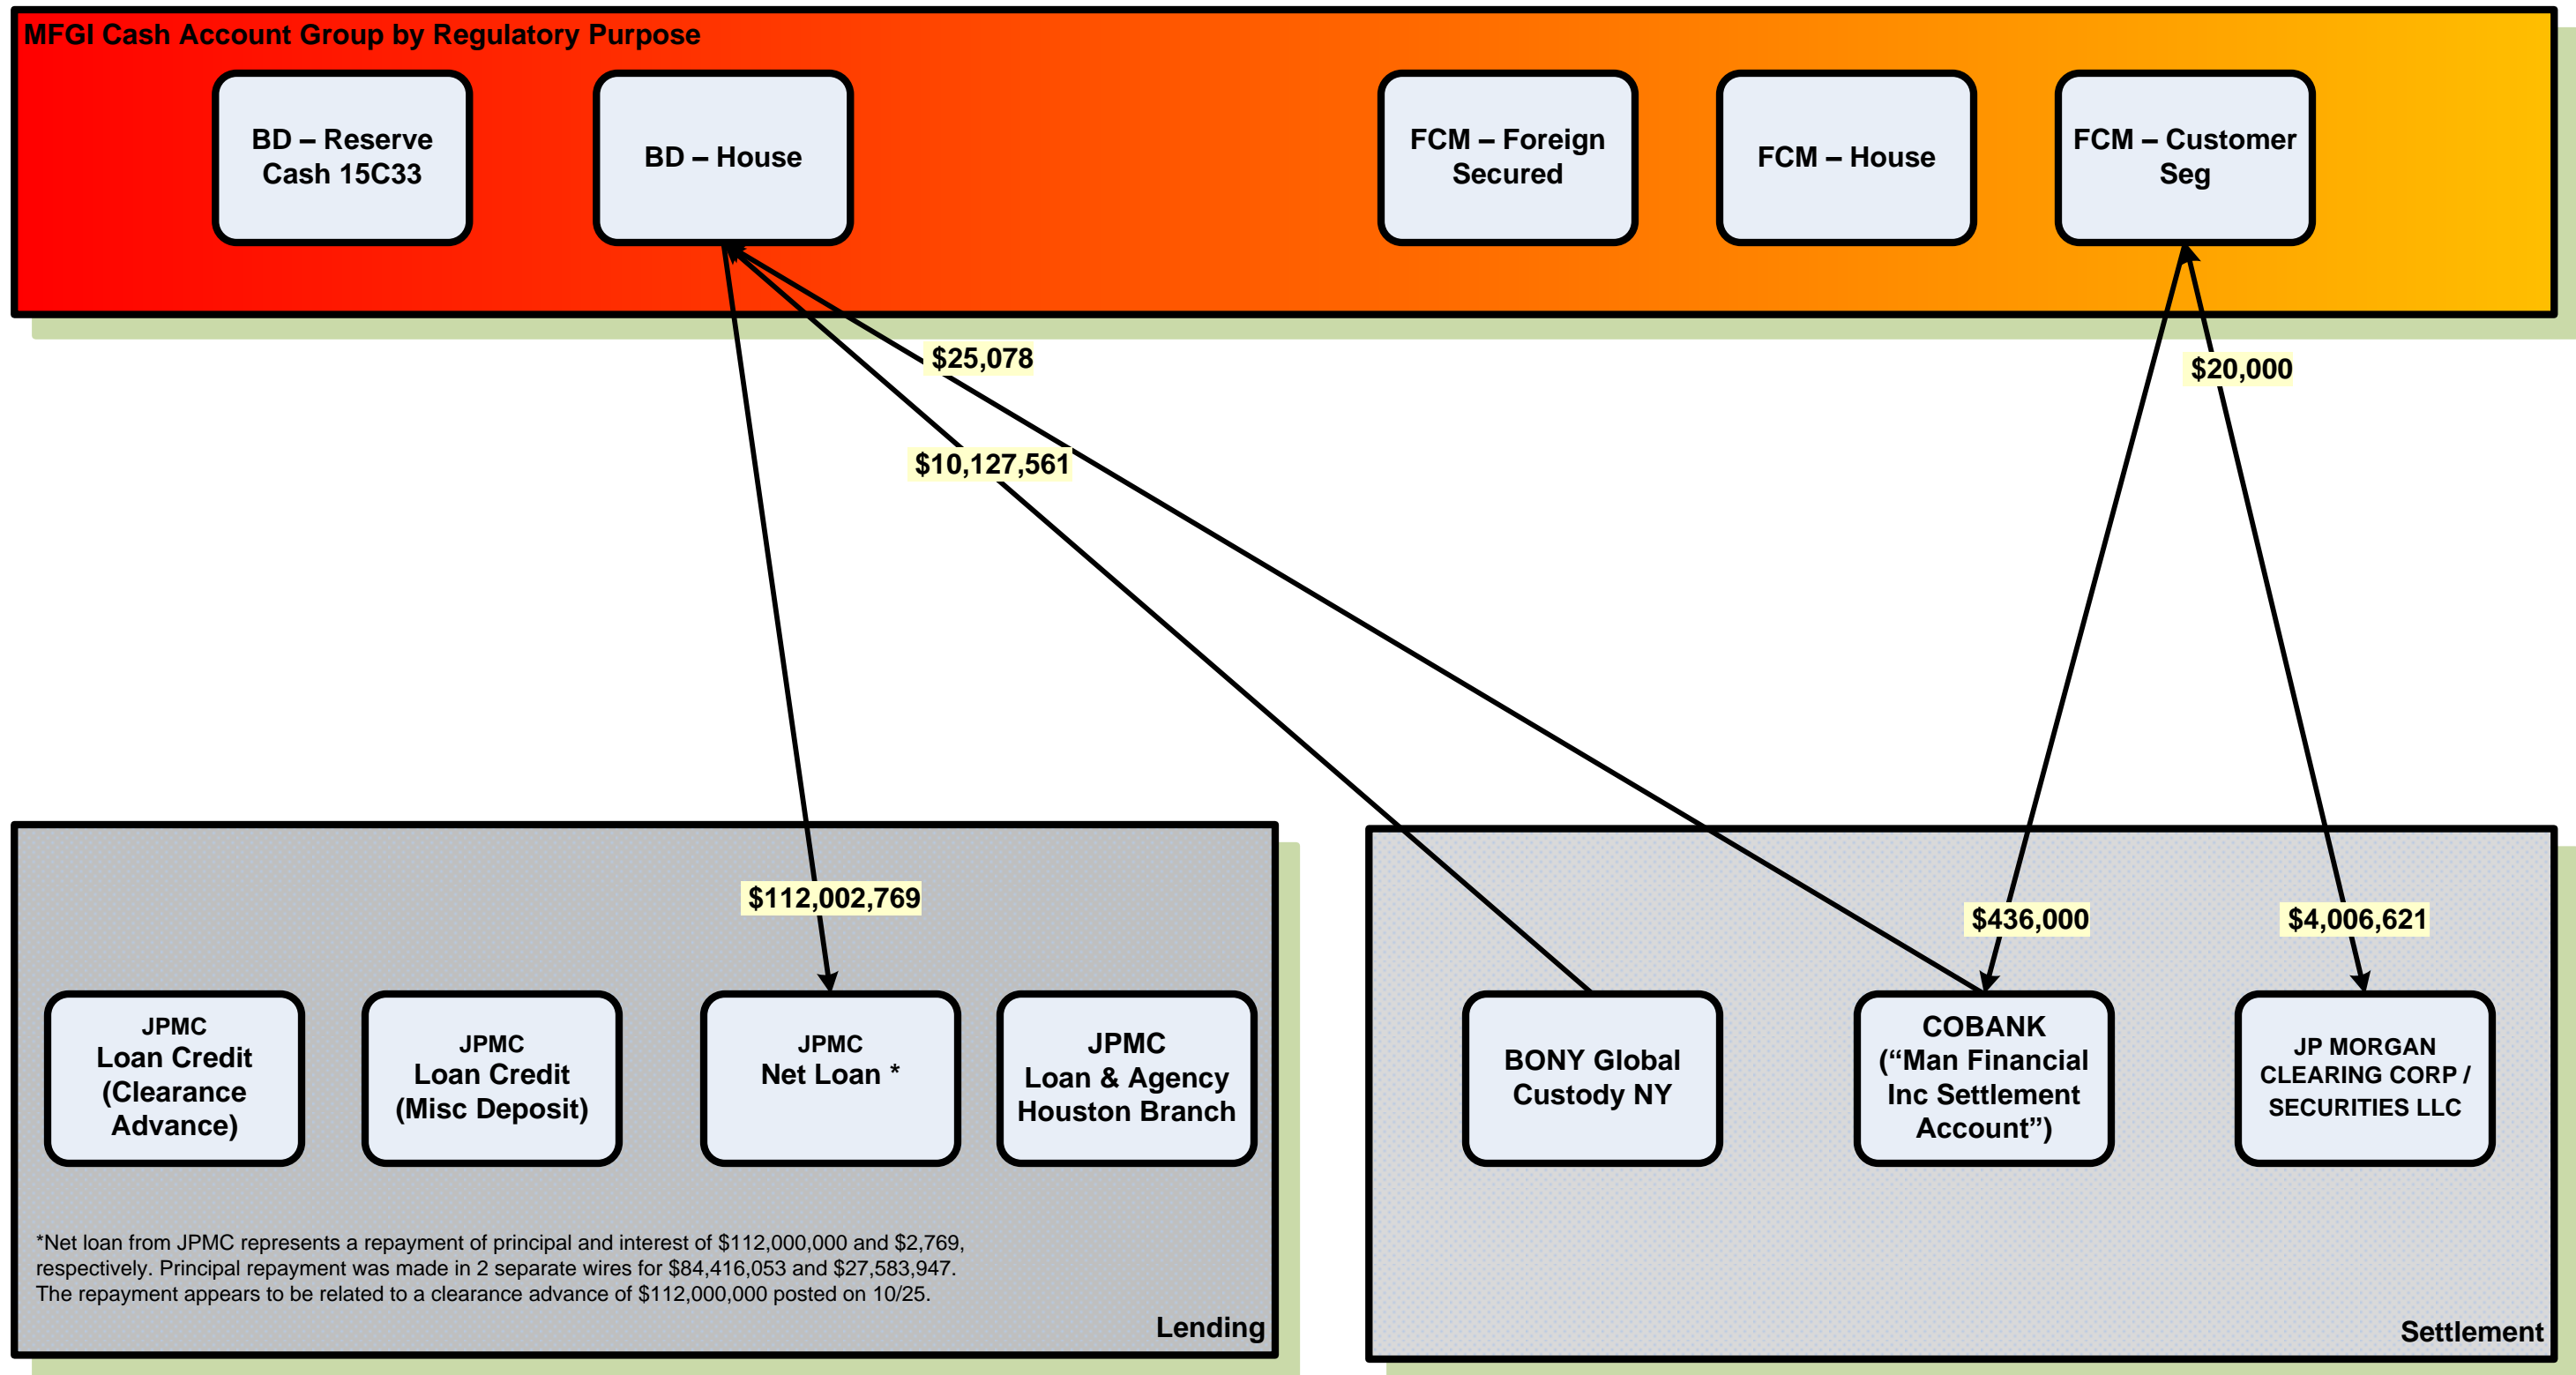 MFGI Cash Account Group by Regulatory Purpose
BD – Reserve
Cash 15C33
BD – House
FCM – Foreign
Secured
FCM – House
FCM – Customer
Seg
$25,078
$20,000
$10,127,561
$112,002,769
$436,000
$4,006,621
JPMC
Loan Credit
(Clearance
Advance)
JPMC
Loan Credit
(Misc Deposit)
JPMC
Net Loan *
JPMC
Loan & Agency
Houston Branch
BONY Global
Custody NY
COBANK
(“Man Financial
Inc Settlement
Account”)
JP MORGAN
CLEARING CORP /
SECURITIES LLC
*Net loan from JPMC represents a repayment of principal and interest of $112,000,000 and $2,769,
respectively. Principal repayment was made in 2 separate wires for $84,416,053 and $27,583,947.
The repayment appears to be related to a clearance advance of $112,000,000 posted on 10/25.
Lending
Settlement